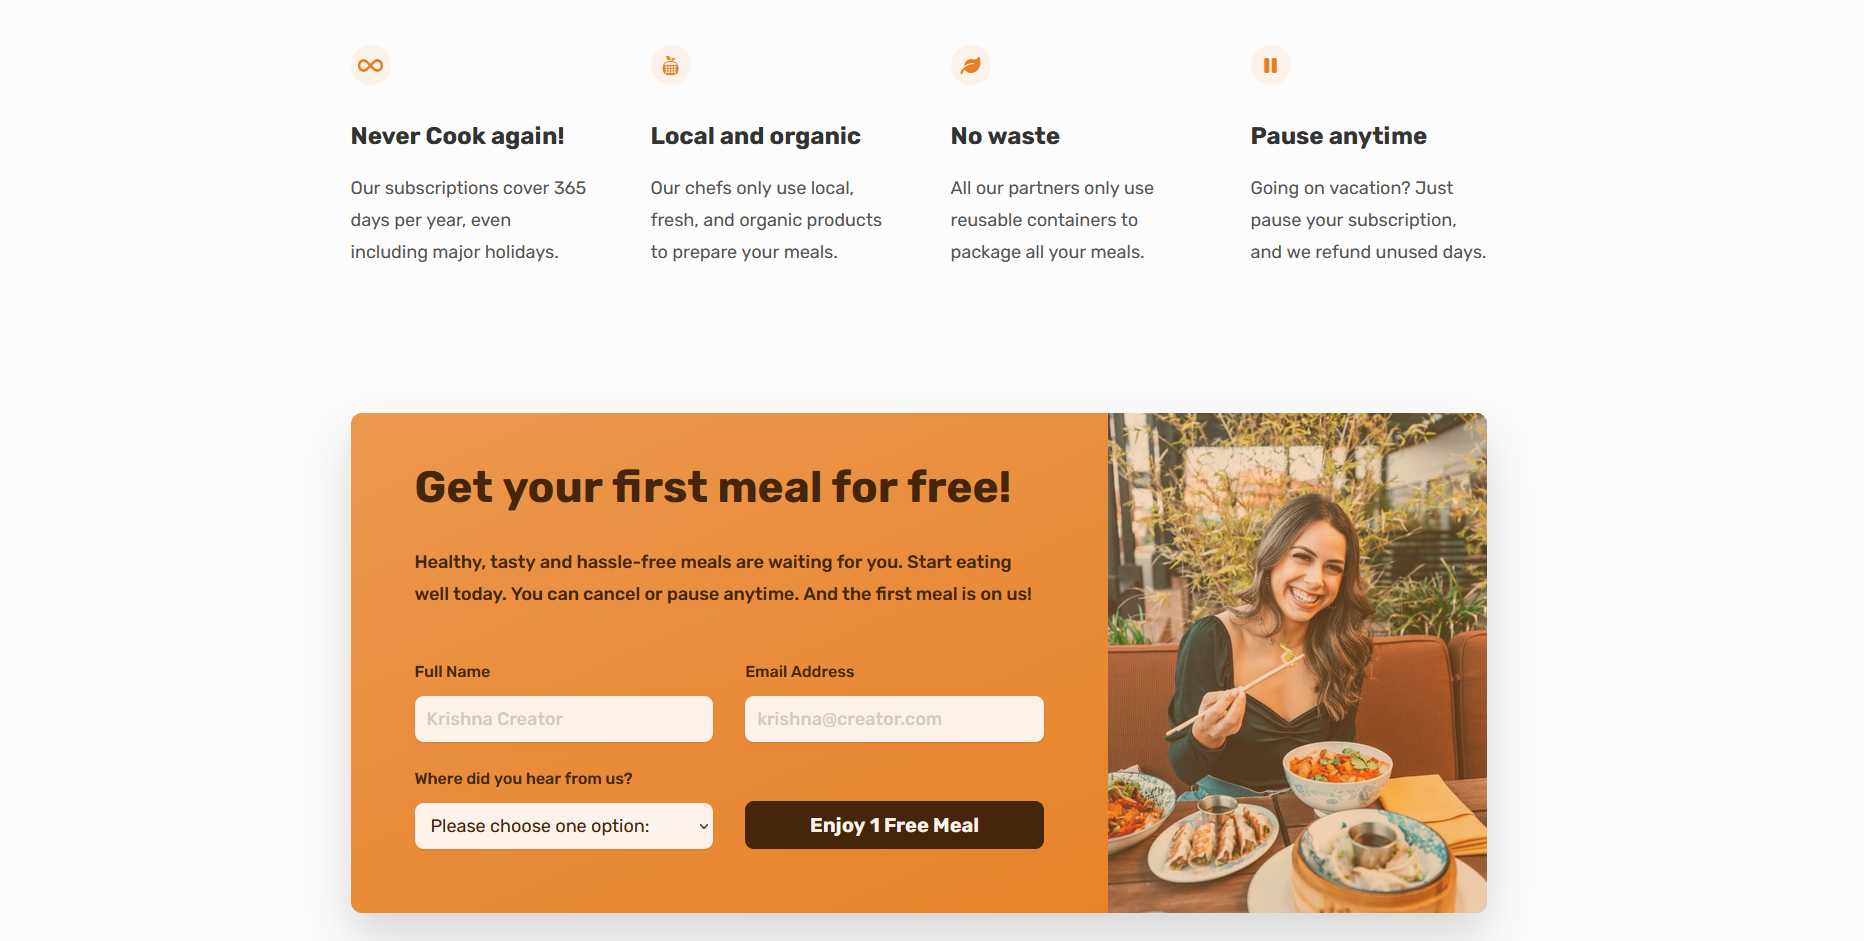 Never Cook again!
Our subscriptions cover 365
days per year, even
including major holidays.
Local and organic
Our chefs only use local,
fresh, and organic products
to prepare your meals.
No waste
All our partners only use
reusable containers to
package all your meals.
Pause anytime
Going on vacation? Just
pause your subscription,
and we refund unused days.
Get your first meal for free!
Healthy, tasty and hassle-free meals are waiting for you. Start eating
well today. You can cancel or pause anytime. And the first meal is on us!
Full Name
Krishna Creator
Email Address
krishna@creator.com
Where did you hear from us?
Please choose one option:
Enjoy 1 Free Meal